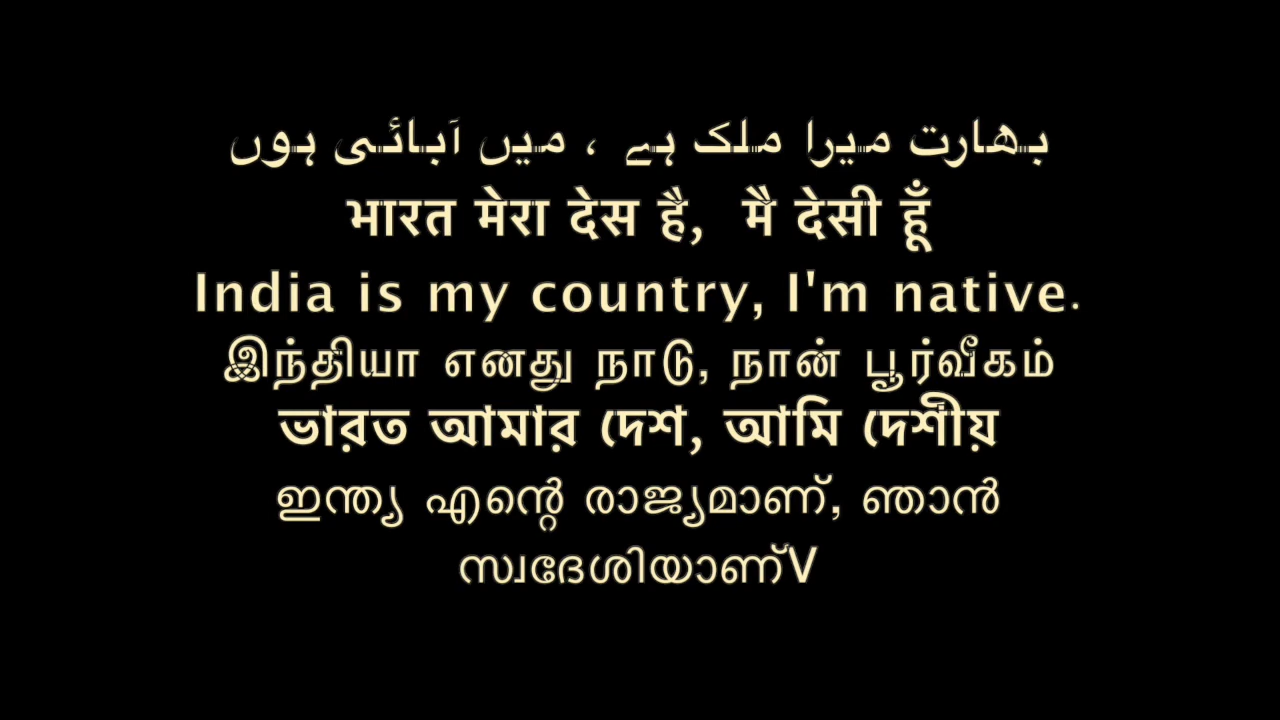 بھارت میرا ملک ہے ، میں آبائی ہوں
भारत मेरा देस है, मै देसी हूँ
India is my country, I'm native.
இந்தியா எனது நாடு, நான் பூர்வீகம்
ভারত আমার দেশ, আমি দেশীয়
ഇന്ത്യ എന്റെ രാജ്യമാണ്, ഞാൻ
സ്വദേശിയാണ്V